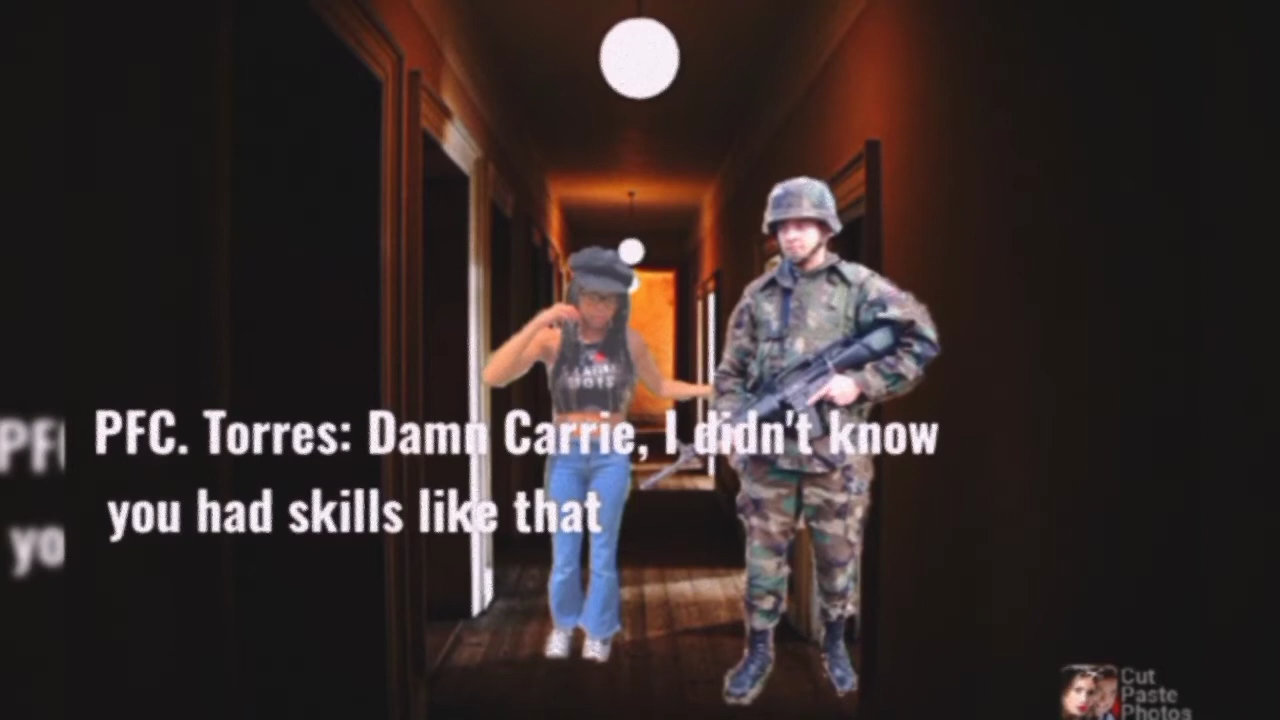 PFC. Torres: Damn Carrie, I didn't know
you had skills like that
Cut
Paste
Photos